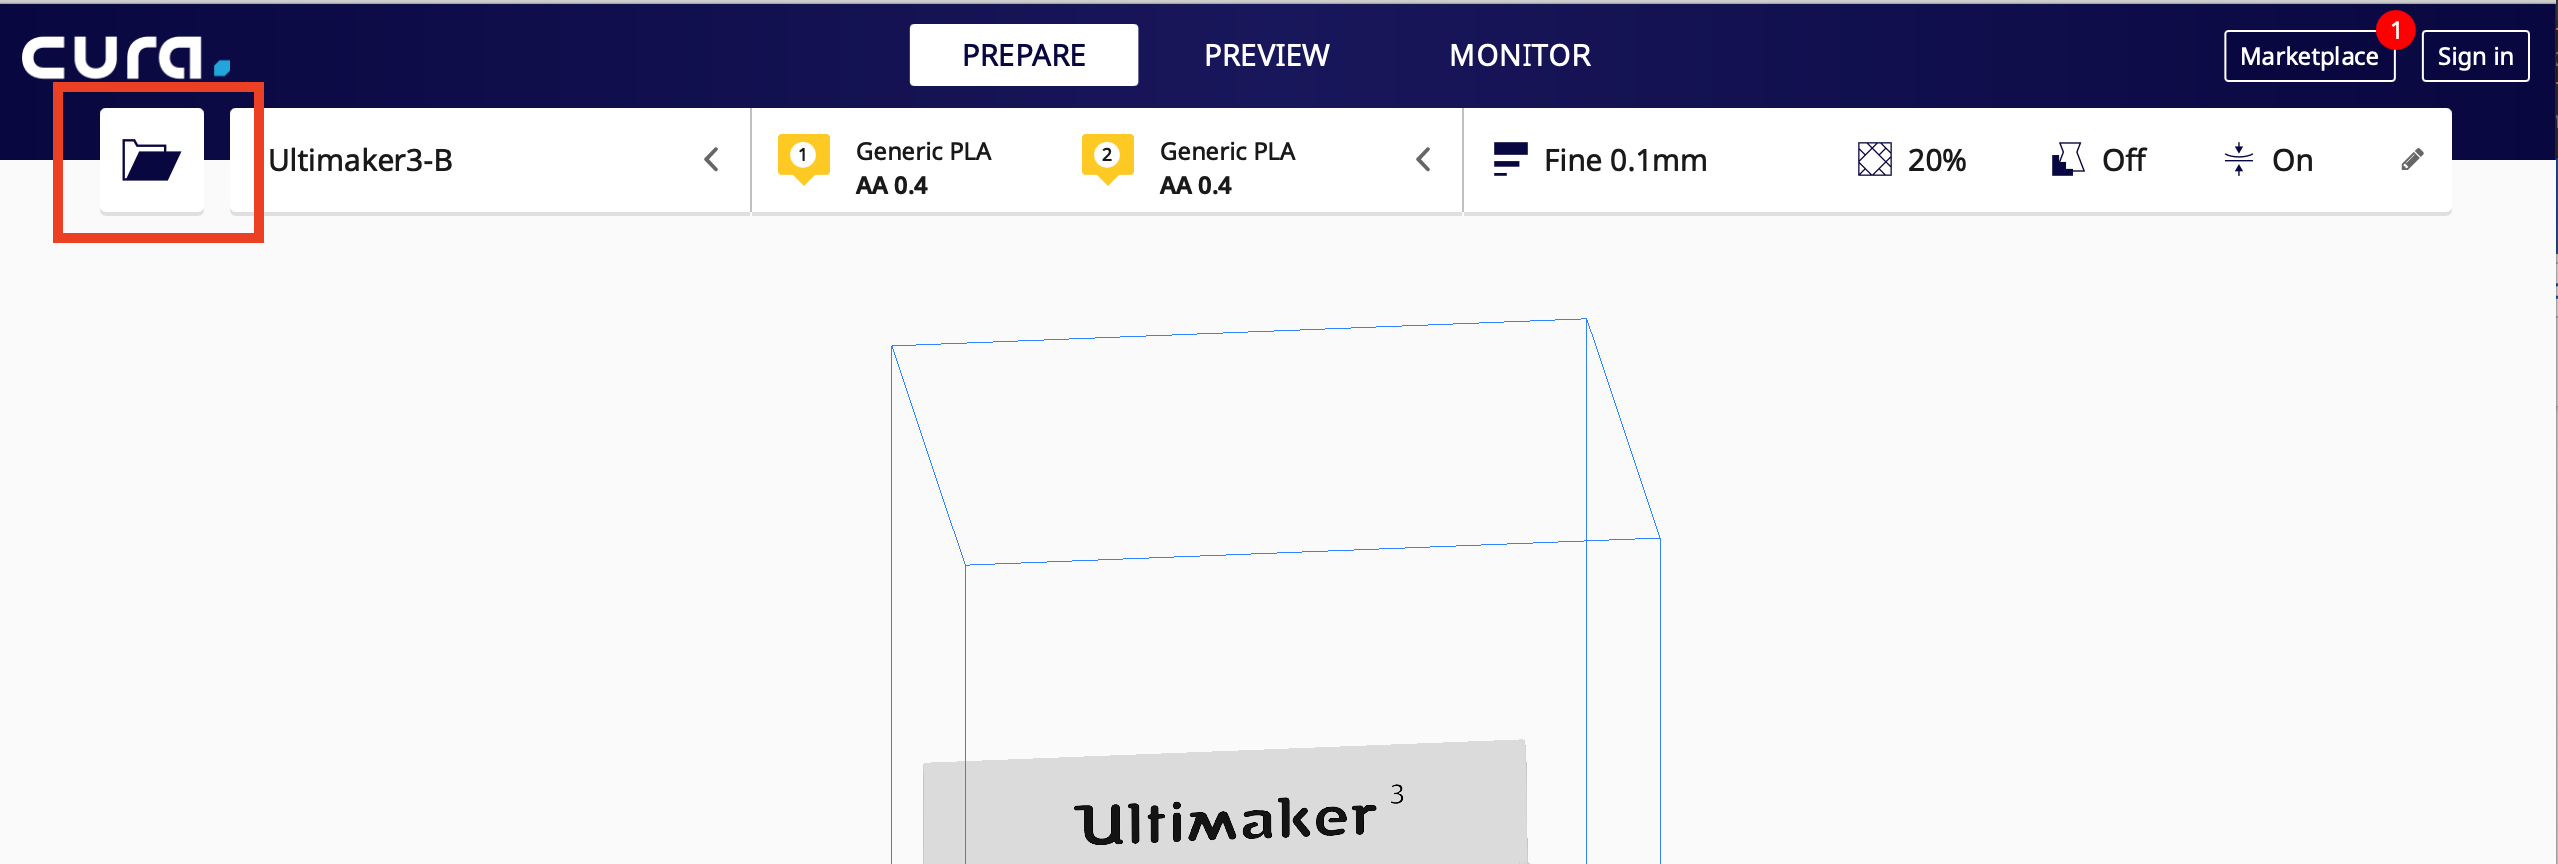 cura.
PREPARE
PREVIEW
MONITOR
Marketplace
1
Sign in
Ultimaker3-B
1
Generic PLA
AA 0.4
2
Generic PLA
AA 0.4
Fine 0.1mm
20%
Off
On
Ultimaker 3